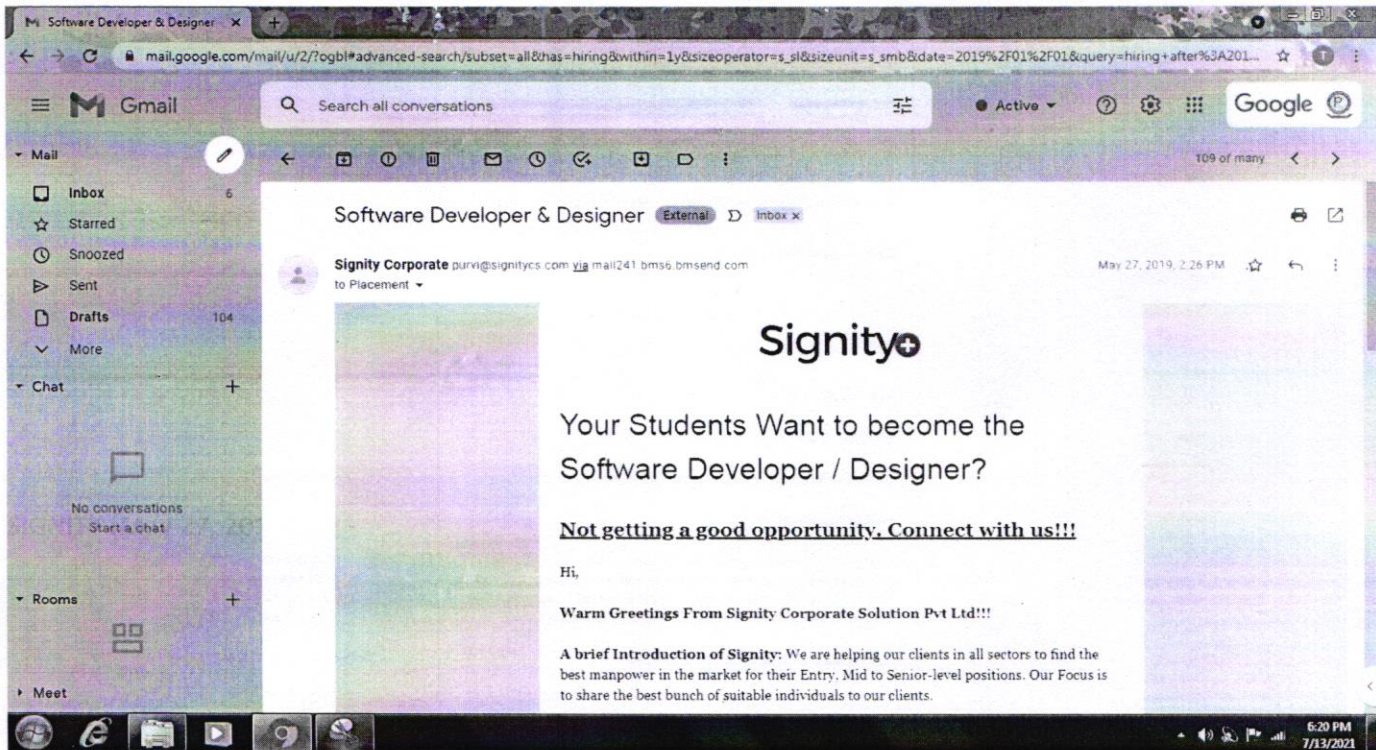 Software Developer & Designer
mail.google.com/mail/u/2/?ogbl#advanced-search/subset=all&has=hiring&within=1y&sizeoperator=s_sl&sizeunit=s_smb&date=2019%2F01%2F01&query=hiring+after%3A201...
T
Gmail
Search all conversations
Active
Google
Mail
109 of many
Inbox 6
Starred
Snoozed
Sent
Drafts 104
More
Chat
No conversations
Start a chat
Rooms
Meet
Software Developer & Designer External Inbox x
Signity Corporate purvi@signitycs.com via mail241.bms6.bmsend.com
May 27, 2019, 2:26 PM
to Placement
Signity
Your Students Want to become the
Software Developer / Designer?
Not getting a good opportunity. Connect with us!!!
Hi,
Warm Greetings From Signity Corporate Solution Pvt Ltd!!!
A brief Introduction of Signity: We are helping our clients in all sectors to find the
best manpower in the market for their Entry, Mid to Senior-level positions. Our Focus is
to share the best bunch of suitable individuals to our clients.
6:20 PM
7/13/2021